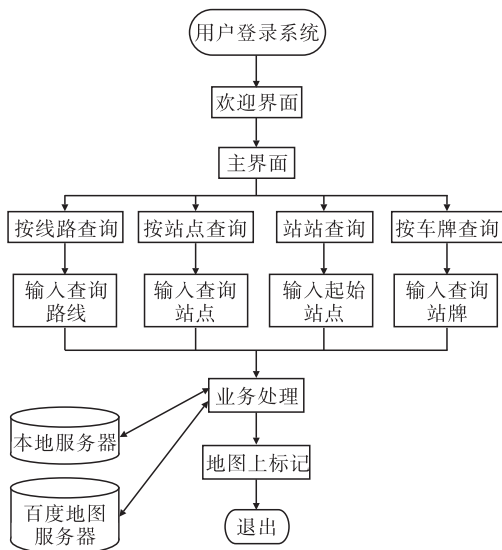 用户登录系统
欢迎界面
主界面
按线路查询
按站点查询
站站查询
按车牌查询
输入查询
路线
输入查询
站点
输入起始
站点
输入查询
站牌
业务处理
本地服务器
地图上标记
百度地图
服务器
退出